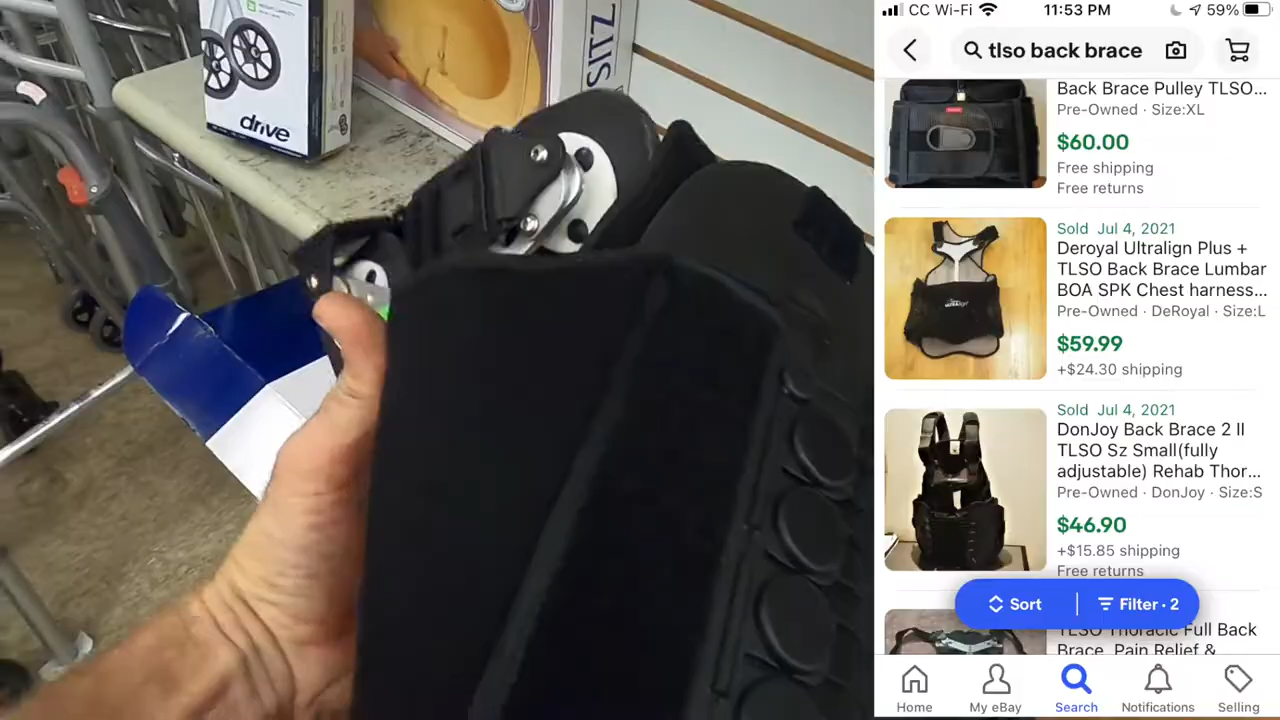 drive
SITZ
CC Wi-Fi 11:53 PM 59%
tlso back brace
Back Brace Pulley TLSO...
Pre-Owned · Size:XL
$60.00
Free shipping
Free returns
Sold Jul 4, 2021
Deroyal Ultralign Plus +
TLSO Back Brace Lumbar
BOA SPK Chest harness...
Pre-Owned · DeRoyal · Size:L
$59.99
+$24.30 shipping
Sold Jul 4, 2021
DonJoy Back Brace 2 II
TLSO Sz Small(fully
adjustable) Rehab Thor...
Pre-Owned · DonJoy · Size:S
$46.90
+$15.85 shipping
Free returns
Sort Filter · 2
TLSO Thoracic Full Back
Brace, Pain Relief &
Home My eBay Search Notifications Selling